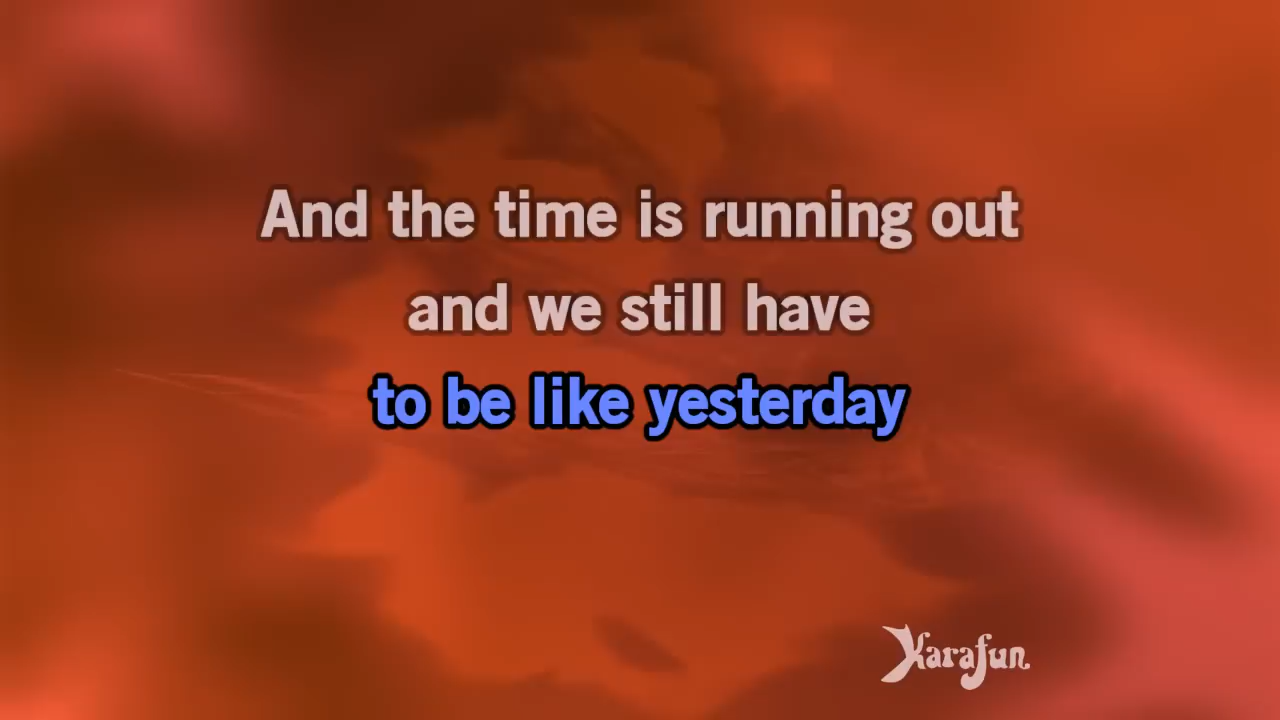 And the time is running out
and we still have
to be like yesterday
Karafun